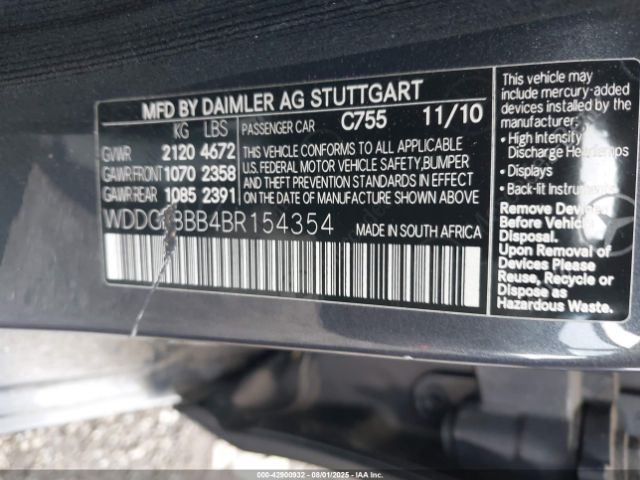 MFD BY DAIMLER AG STUTTGART
KG LBS PASSENGER CAR C755 11/10
GVWR 2120 4672
GAWR FRONT 1070 2358
GAWR REAR 1085 2391
THIS VEHICLE CONFORMS TO ALL APPLICABLE
U.S. FEDERAL MOTOR VEHICLE SAFETY,BUMPER
AND THEFT PREVENTION STANDARDS IN EFFECT
ON THE DATE OF MANUFACTURE SHOWN ABOVE
WDDGF8BB4BR154354
MADE IN SOUTH AFRICA
This vehicle may
include mercury-added
devices installed by the
manufacturer:
• High Intensity
Discharge Headlamps
• Displays
• Back-lit Instruments
Remove Devices
Before Vehicle
Disposal.
Upon Removal of
Devices Please
Reuse, Recycle or
Dispose as
Hazardous Waste.
000-42900932 - 08/01/2025 - IAAI.COM